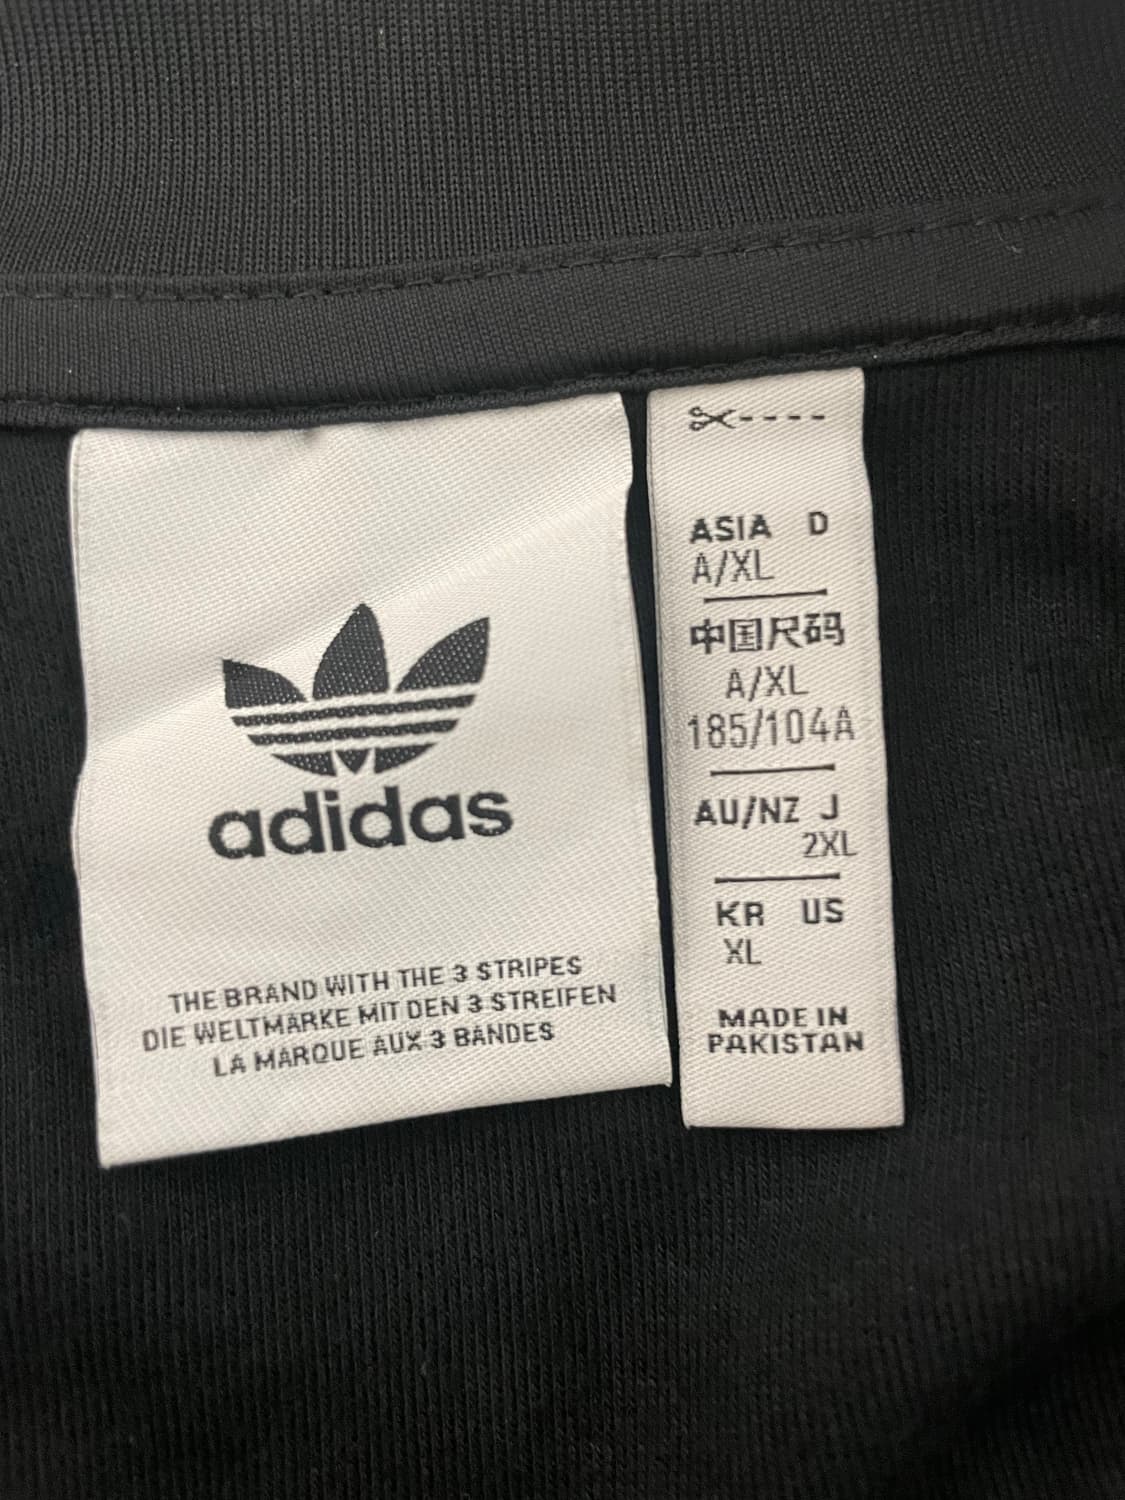 adidas
THE BRAND WITH THE 3 STRIPES
DIE WELTMARKE MIT DEN 3 STREIFEN
LA MARQUE AUX 3 BANDES
ASIA D
A/XL
中国尺码
A/XL
185/104A
AU/NZ J
2XL
KR US
XL
MADE IN
PAKISTAN